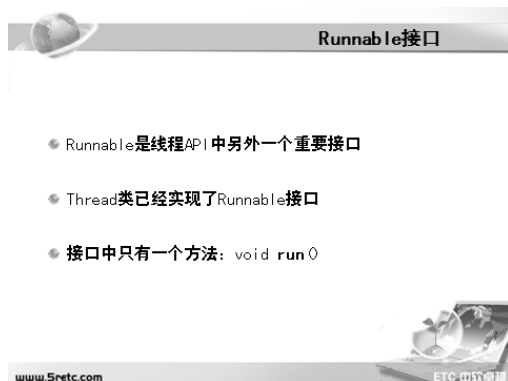 Runnable接口
Runnable是线程API中另外一个重要接口
Thread类已经实现了Runnable接口
接口中只有一个方法：void run()
www.5retc.com
ETC 中软卓越